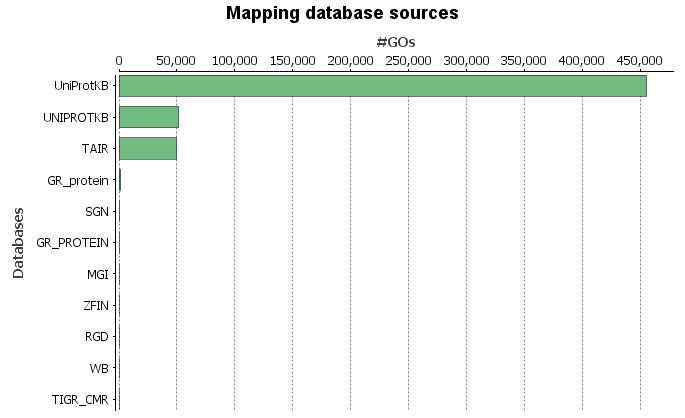 Mapping database sources
#GOs
0 50,000 100,000 150,000 200,000 250,000 300,000 350,000 400,000 450,000
UniProtKB
UNIPROTKB
TAIR
GR_protein
SGN
GR_PROTEIN
MGI
ZFIN
RGD
WB
TIGR_CMR
Databases